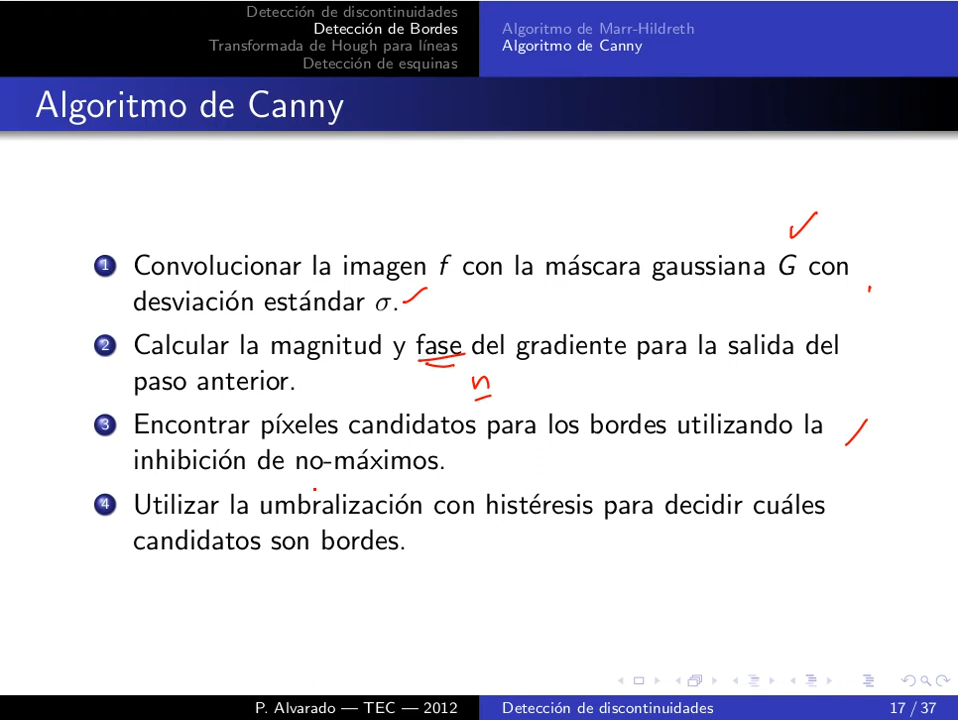 Detección de discontinuidades
Detección de Bordes
Transformada de Hough para líneas
Detección de esquinas
Algoritmo de Marr-Hildreth
Algoritmo de Canny
Algoritmo de Canny
1 Convolucionar la imagen f con la máscara gaussiana G con
desviación estándar σ.
2 Calcular la magnitud y fase del gradiente para la salida del
paso anterior.
n
3 Encontrar píxeles candidatos para los bordes utilizando la
inhibición de no-máximos.
4 Utilizar la umbralización con histéresis para decidir cuáles
candidatos son bordes.
P. Alvarado — TEC — 2012
Detección de discontinuidades
17 / 37